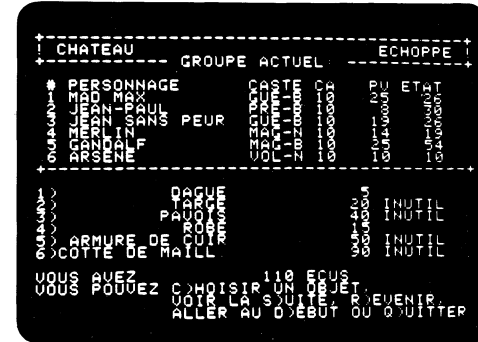 CHATEAU ECHOPPE
GROUPE ACTUEL
# PERSONNAGE CASTE CA PV ETAT
1 MAD MAX GUE-B 10 25 26
2 JEAN-PAUL PRE-B 10 8 30
3 JEAN SANS PEUR GUE-B 10 19 26
4 MERLIN MAG-N 10 14 19
5 GANDALF MAG-B 10 25 54
6 ARSENE VOL-N 10 10 10
1) DAGUE 5
2) TARGE 20 INUTIL
3) PAVOIS 40 INUTIL
4) ROBE 15
5) ARMURE DE CUIR 50 INUTIL
6)COTTE DE MAILL. 90 INUTIL
VOUS AVEZ 110 ECUS
VOUS POUVEZ C)HOISIR UN OBJET,
VOIR LA S)UITE, R)EVENIR,
ALLER AU D)EBUT OU Q)UITTER